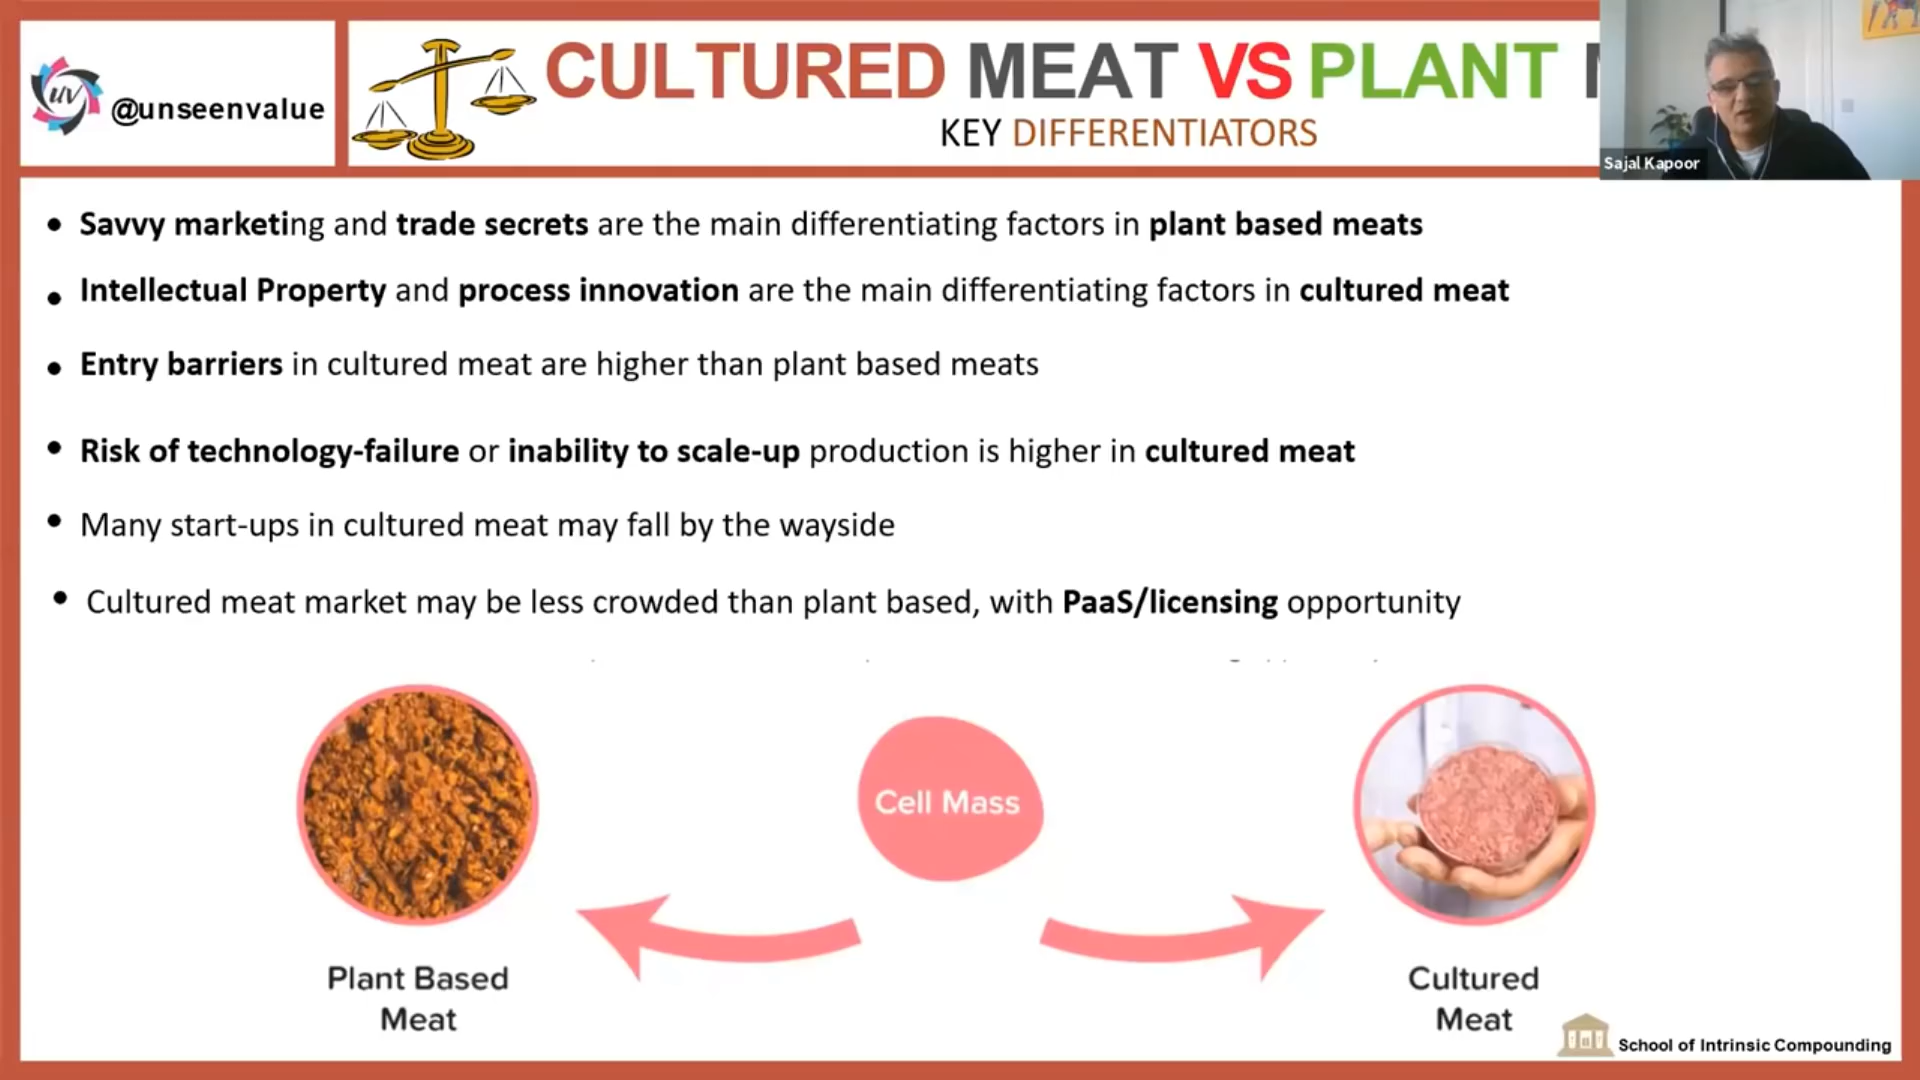 uv
@unseenvalue
CULTURED MEAT VS PLANT
KEY DIFFERENTIATORS
Sajal Kapoor
• Savvy marketing and trade secrets are the main differentiating factors in plant based meats
• Intellectual Property and process innovation are the main differentiating factors in cultured meat
• Entry barriers in cultured meat are higher than plant based meats
• Risk of technology-failure or inability to scale-up production is higher in cultured meat
• Many start-ups in cultured meat may fall by the wayside
• Cultured meat market may be less crowded than plant based, with PaaS/licensing opportunity
Cell Mass
Plant Based
Meat
Cultured
Meat
School of Intrinsic Compounding